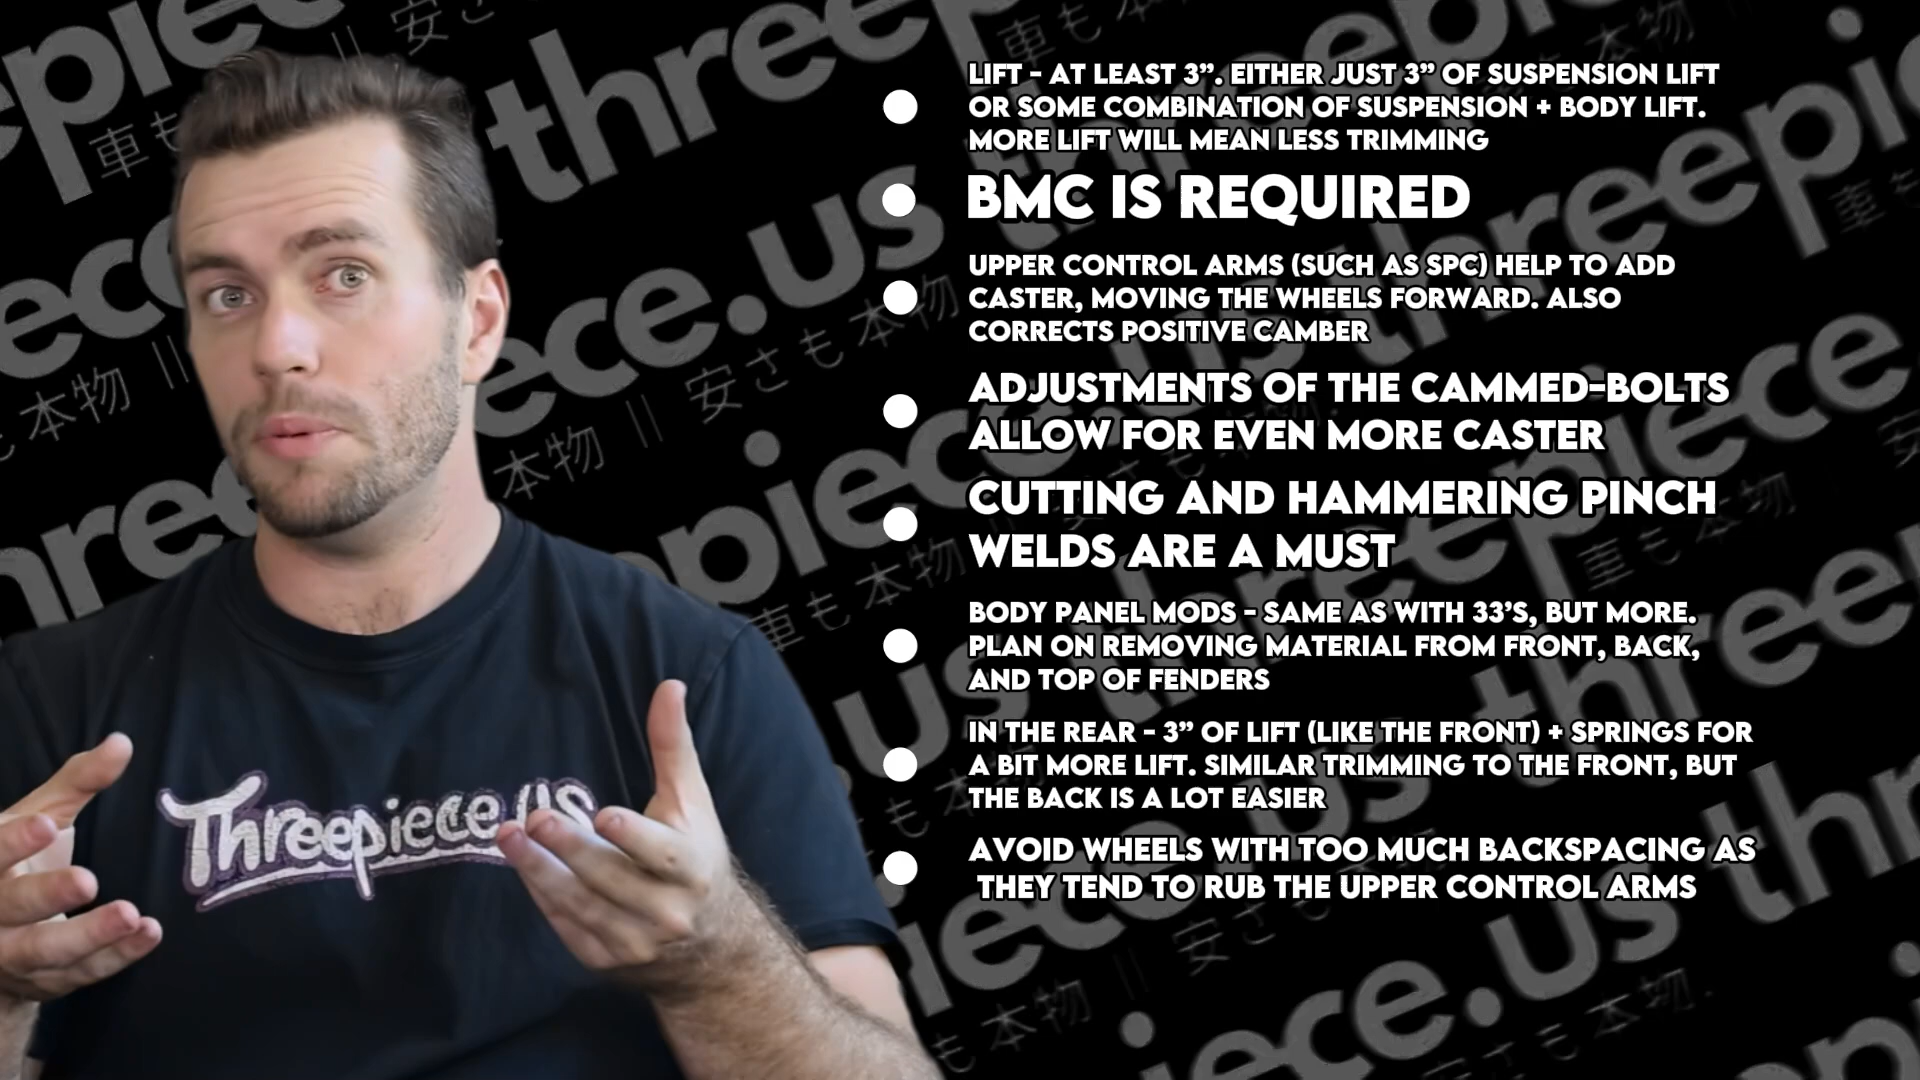 LIFT - AT LEAST 3”. EITHER JUST 3” OF SUSPENSION LIFT
OR SOME COMBINATION OF SUSPENSION + BODY LIFT.
MORE LIFT WILL MEAN LESS TRIMMING
BMC IS REQUIRED
UPPER CONTROL ARMS (SUCH AS SPC) HELP TO ADD
CASTER, MOVING THE WHEELS FORWARD. ALSO
CORRECTS POSITIVE CAMBER
ADJUSTMENTS OF THE CAMMED-BOLTS
ALLOW FOR EVEN MORE CASTER
CUTTING AND HAMMERING PINCH
WELDS ARE A MUST
BODY PANEL MODS - SAME AS WITH 33’S, BUT MORE.
PLAN ON REMOVING MATERIAL FROM FRONT, BACK,
AND TOP OF FENDERS
IN THE REAR - 3” OF LIFT (LIKE THE FRONT) + SPRINGS FOR
A BIT MORE LIFT. SIMILAR TRIMMING TO THE FRONT, BUT
THE BACK IS A LOT EASIER
AVOID WHEELS WITH TOO MUCH BACKSPACING AS
THEY TEND TO RUB THE UPPER CONTROL ARMS
Threepiece.us
threepiece.us
車も本物 || 安さも本物.